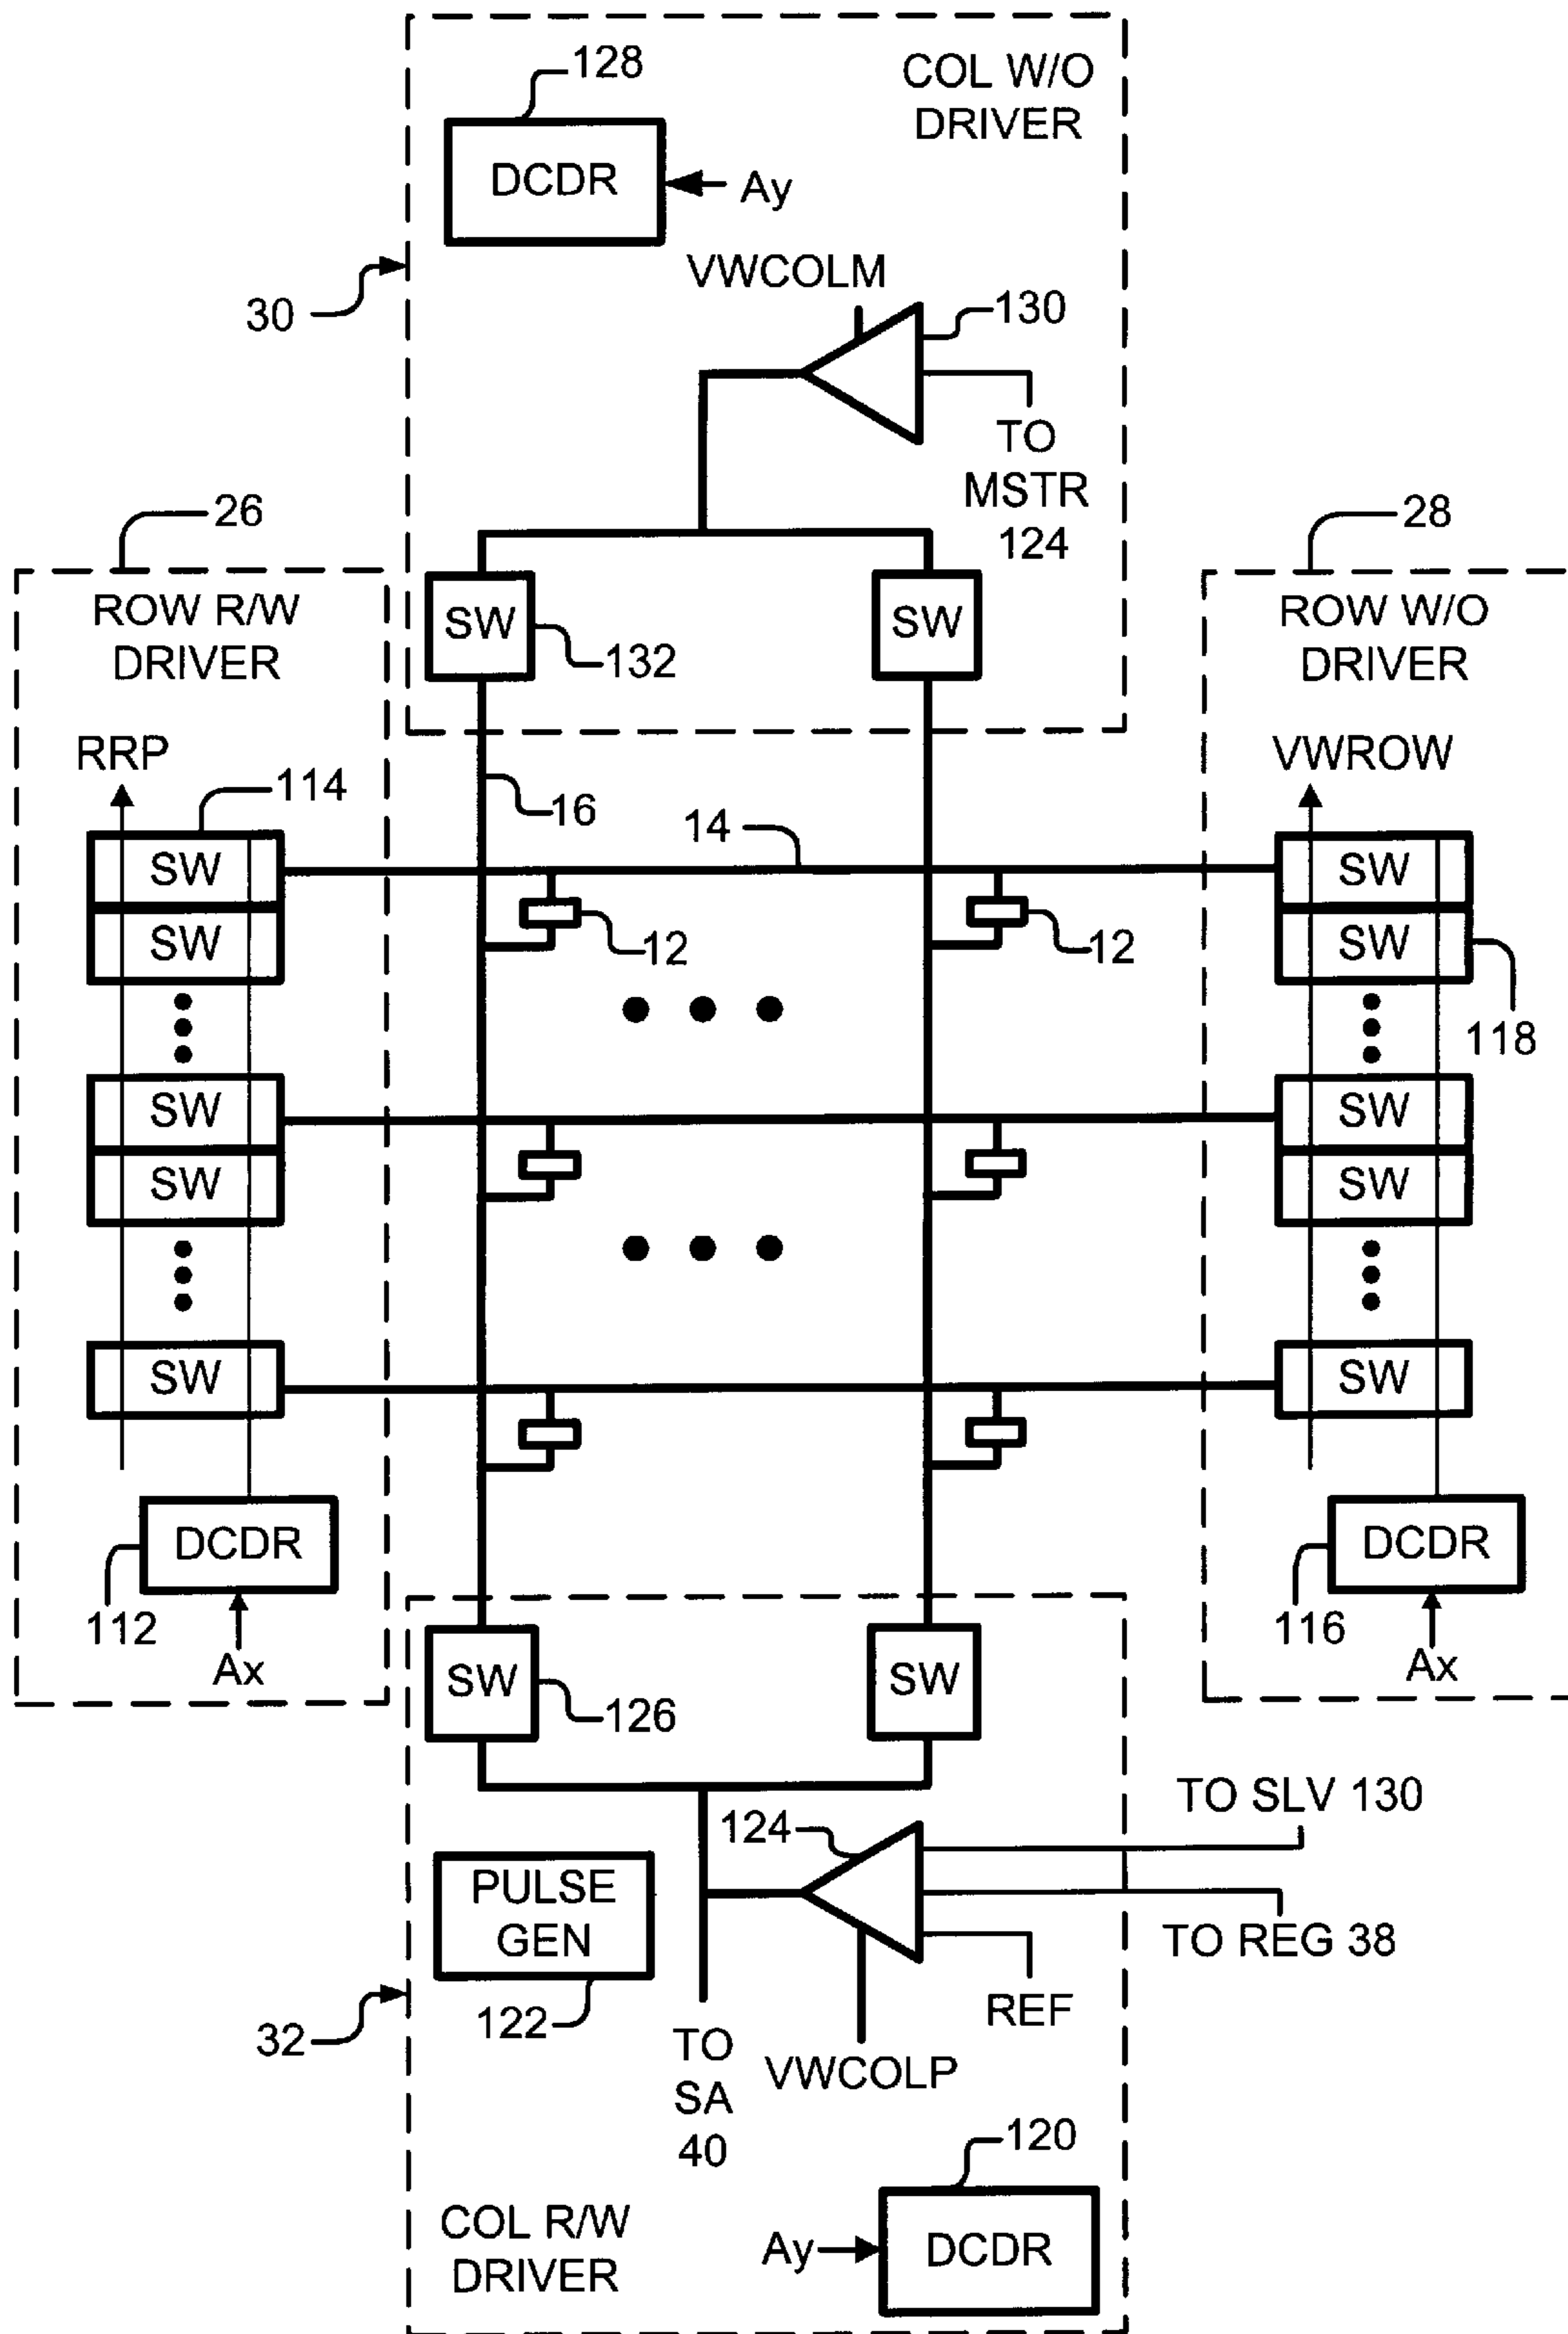 128
COL W/O
DRIVER
DCDR
Ay
30
VWCOLM
130
TO
MSTR
124
26
28
ROW R/W
DRIVER
SW
132
SW
ROW W/O
DRIVER
RRP
114
16
14
VWROW
SW
SW
SW
12
12
SW
118
SW
SW
SW
SW
SW
SW
DCDR
112
Ax
DCDR
116
Ax
SW
126
SW
TO SLV 130
124
PULSE
GEN
TO REG 38
122
REF
32
TO
SA
40
VWCOLP
120
COL R/W
DRIVER
Ay
DCDR